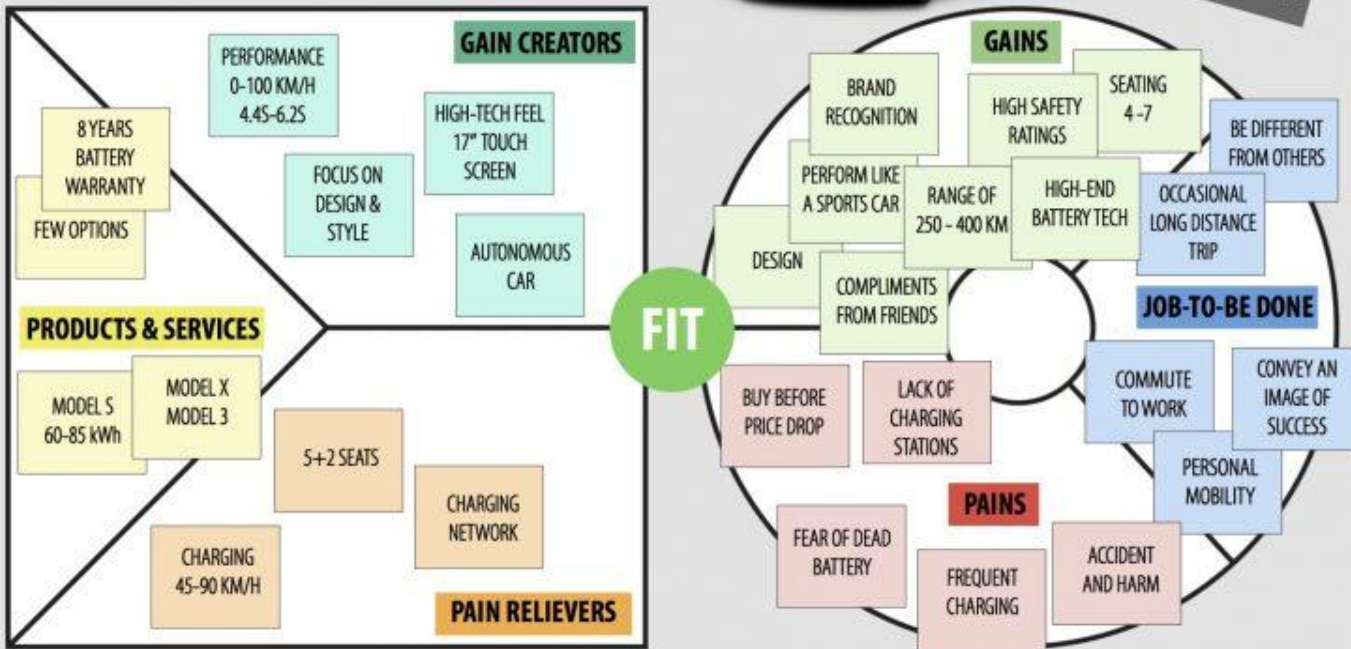 GAIN CREATORS
PERFORMANCE
0-100 KM/H
4.4S-6.2S
HIGH-TECH FEEL
17" TOUCH
SCREEN
FOCUS ON
DESIGN &
STYLE
AUTONOMOUS
CAR
8 YEARS
BATTERY
WARRANTY
FEW OPTIONS
PRODUCTS & SERVICES
MODEL S
60-85 kWh
MODEL X
MODEL 3
5+2 SEATS
CHARGING
NETWORK
CHARGING
45-90 KM/H
PAIN RELIEVERS
FIT
GAINS
BRAND
RECOGNITION
HIGH SAFETY
RATINGS
SEATING
4-7
PERFORM LIKE
A SPORTS CAR
RANGE OF
250 - 400 KM
HIGH-END
BATTERY TECH
DESIGN
COMPLIMENTS
FROM FRIENDS
BE DIFFERENT
FROM OTHERS
OCCASIONAL
LONG DISTANCE
TRIP
JOB-TO-BE DONE
COMMUTE
TO WORK
CONVEY AN
IMAGE OF
SUCCESS
PERSONAL
MOBILITY
BUY BEFORE
PRICE DROP
LACK OF
CHARGING
STATIONS
PAINS
FEAR OF DEAD
BATTERY
FREQUENT
CHARGING
ACCIDENT
AND HARM